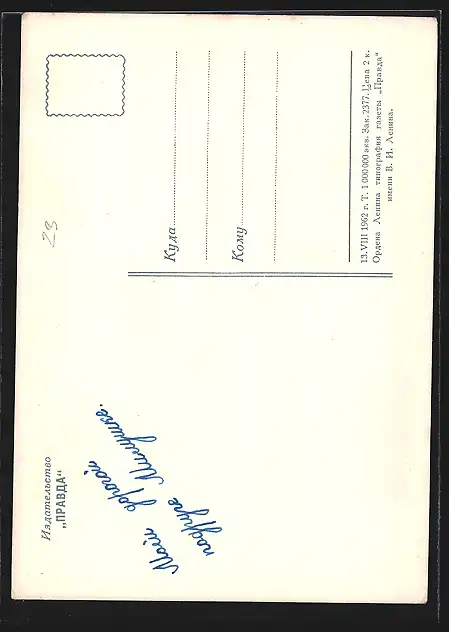 Издательство
„ПРАВДА“
Моей дорогой
подруге
23
Куда
Кому
13.VIII 1962 г. Т. 1 000 000 экз. Зак. 2377. Цена 2 к.
Ордена Ленина типография газеты „Правда“
имени В. И. Ленина.